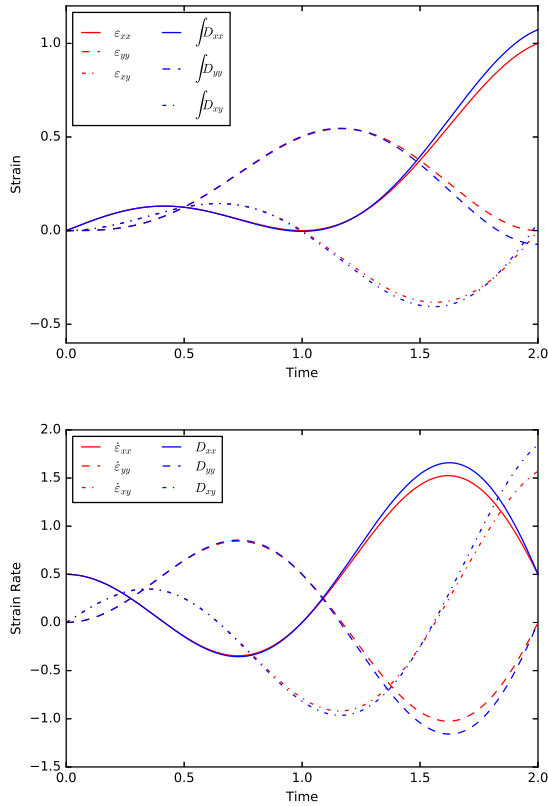 1.0
0.5
0.0
−0.5
Strain
ε_xx ∫D_xx
ε_yy ∫D_yy
ε_xy ∫D_xy
0.0 0.5 1.0 1.5 2.0
Time
2.0
1.5
1.0
0.5
0.0
−0.5
−1.0
−1.5
Strain Rate
ε̇_xx D_xx
ε̇_yy D_yy
ε̇_xy D_xy
0.0 0.5 1.0 1.5 2.0
Time